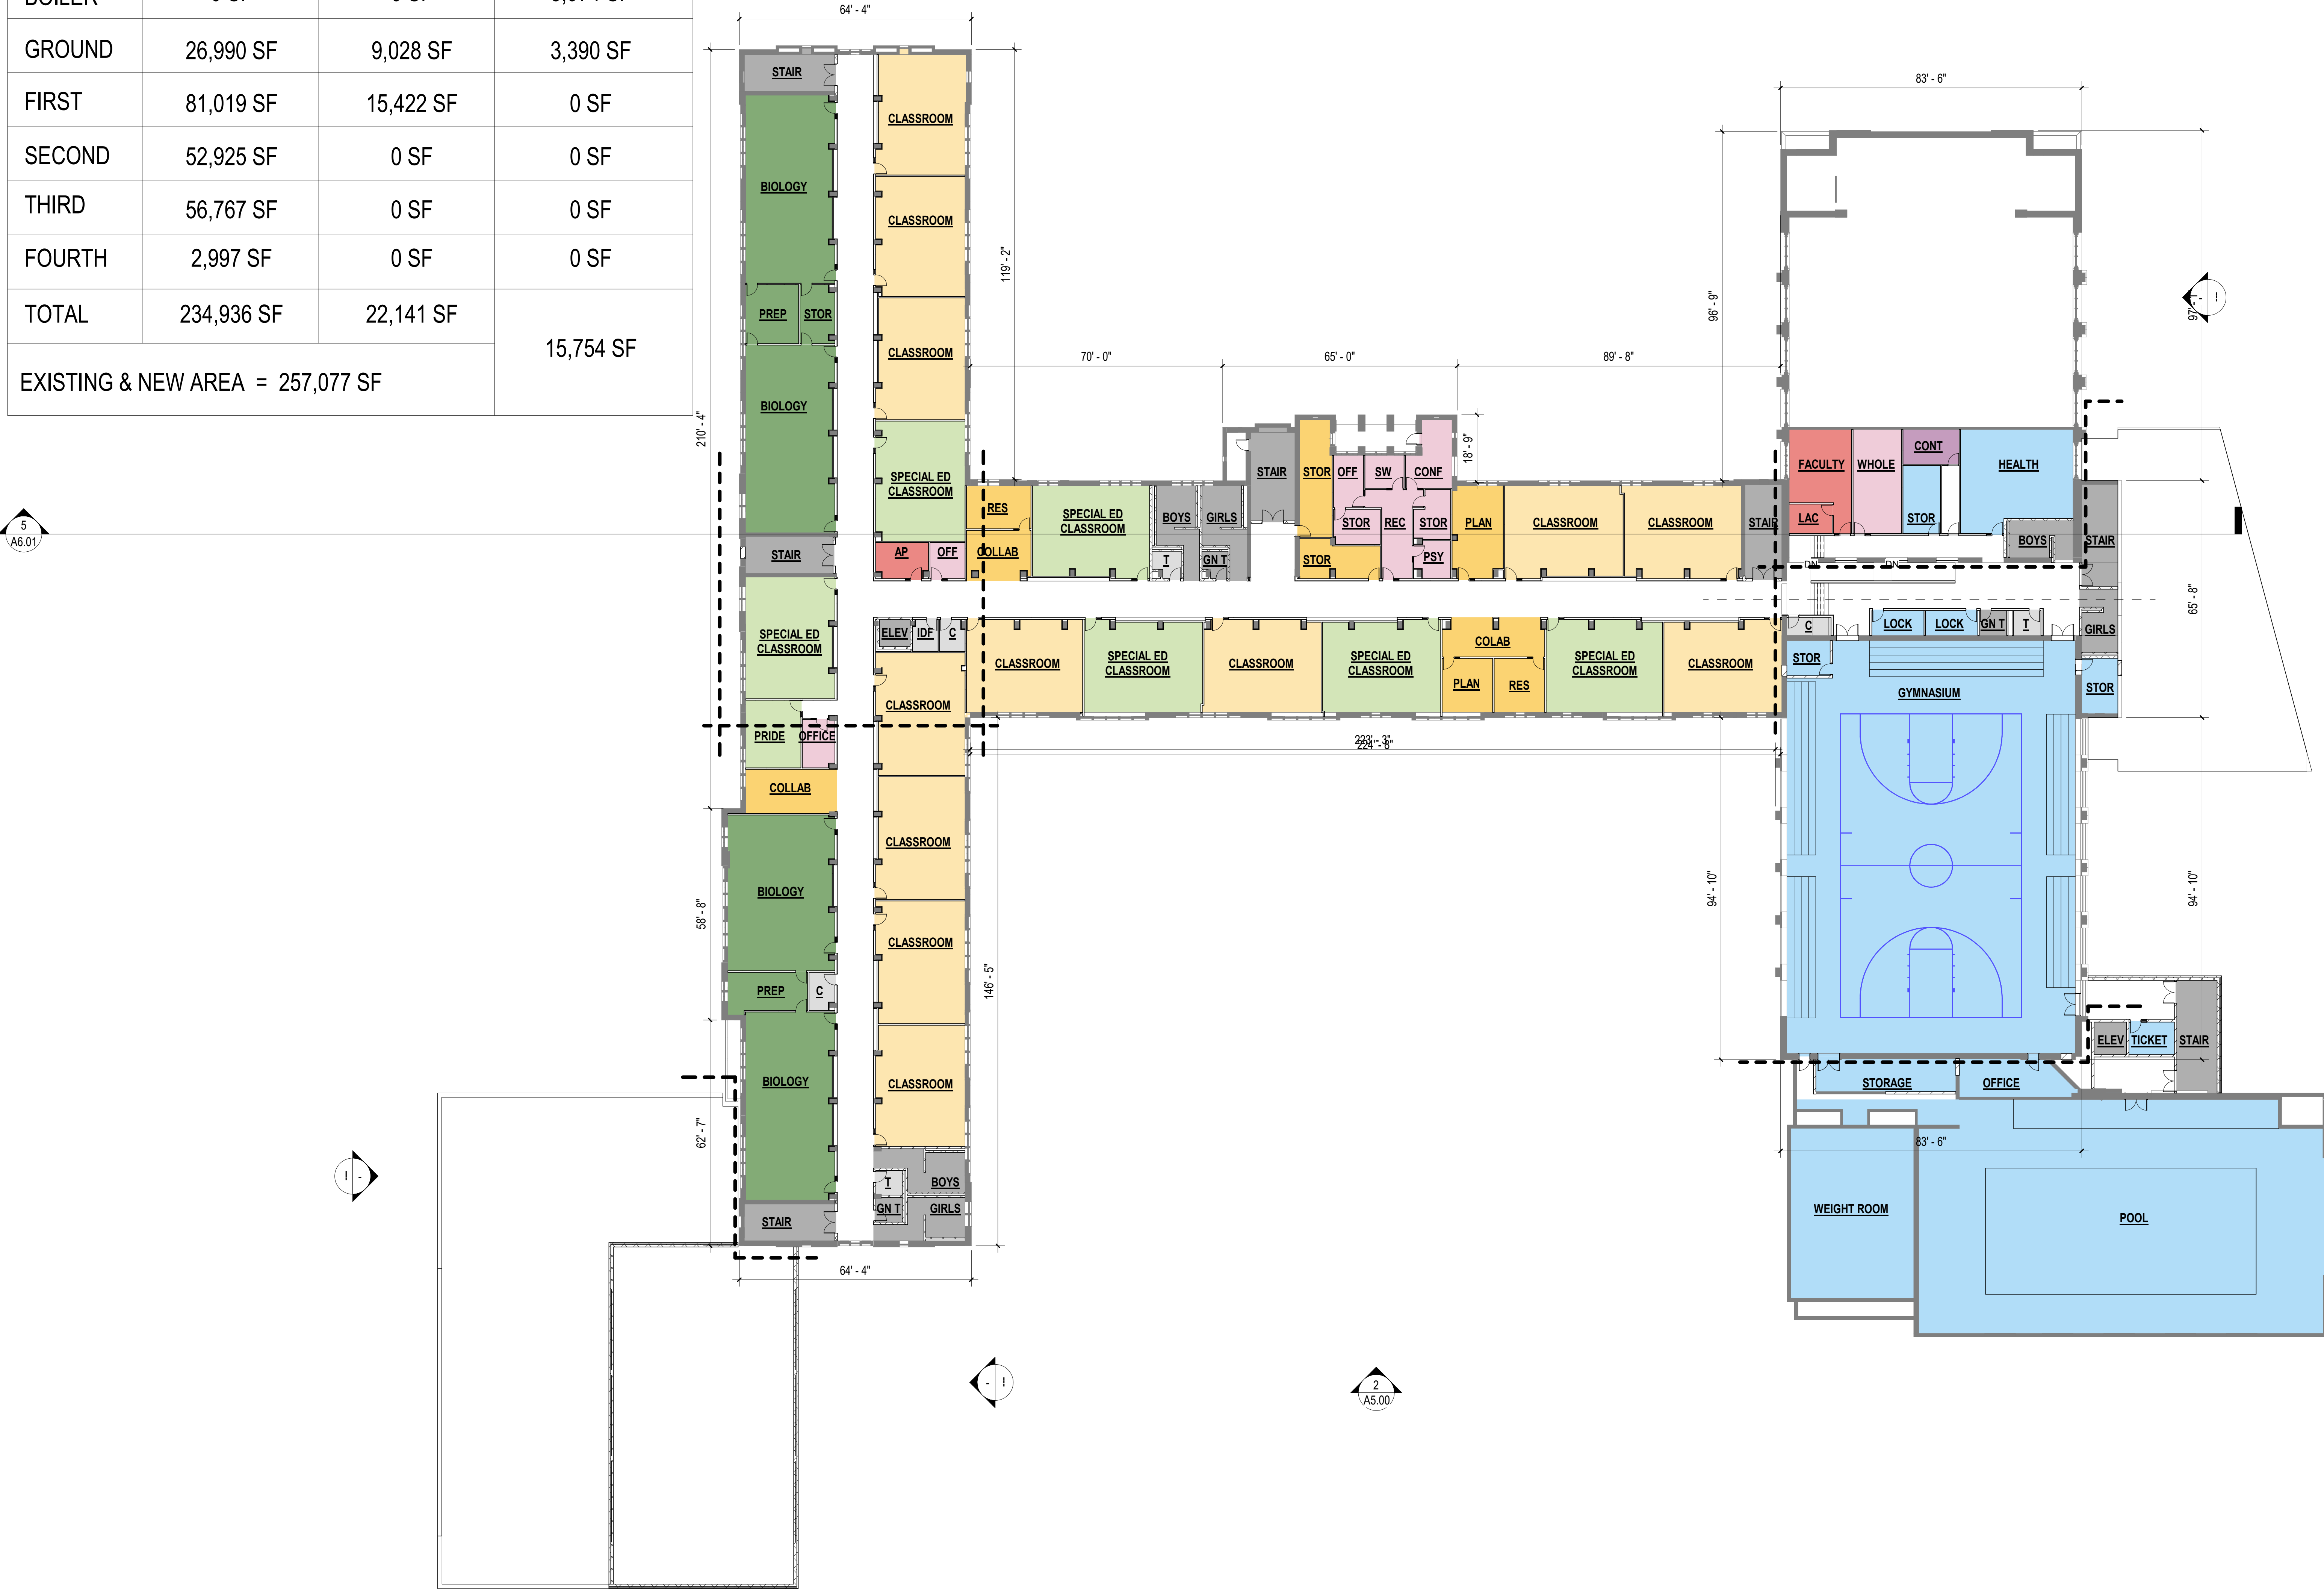 GROUND 26,990 SF 9,028 SF 3,390 SF
FIRST 81,019 SF 15,422 SF 0 SF
SECOND 52,925 SF 0 SF 0 SF
THIRD 56,767 SF 0 SF 0 SF
FOURTH 2,997 SF 0 SF 0 SF
TOTAL 234,936 SF 22,141 SF
15,754 SF
EXISTING & NEW AREA = 257,077 SF
64' - 4"
83' - 6"
STAIR
CLASSROOM
BIOLOGY
CLASSROOM
119' - 2"
96' - 9"
PREP STOR
CLASSROOM
70' - 0" 65' - 0" 89' - 8"
BIOLOGY
210' - 4"
18' - 9"
SPECIAL ED
CLASSROOM
STAIR STOR OFF SW CONF
FACULTY WHOLE CONT HEALTH
RES
SPECIAL ED
CLASSROOM
BOYS GIRLS
STOR REC STOR PLAN CLASSROOM CLASSROOM STAIR
LAC STOR
5
A6.01
STAIR AP OFF COLLAB T GN T STOR PSY
BOYS STAIR
DN DN
65' - 8"
SPECIAL ED
CLASSROOM
ELEV IDF C
C LOCK LOCK GN T T GIRLS
CLASSROOM
SPECIAL ED
CLASSROOM
CLASSROOM
SPECIAL ED
CLASSROOM
COLAB
PLAN RES
SPECIAL ED
CLASSROOM
CLASSROOM
STOR
GYMNASIUM
STOR
CLASSROOM
PRIDE OFFICE
223' - 3"
224' - 8"
COLLAB
CLASSROOM
58' - 8"
BIOLOGY
94' - 10"
94' - 10"
CLASSROOM
146' - 5"
PREP C
BIOLOGY
CLASSROOM
ELEV TICKET STAIR
STORAGE OFFICE
62' - 7"
83' - 6"
T BOYS
GN T GIRLS
STAIR
WEIGHT ROOM
POOL
64' - 4"
2
A5.00